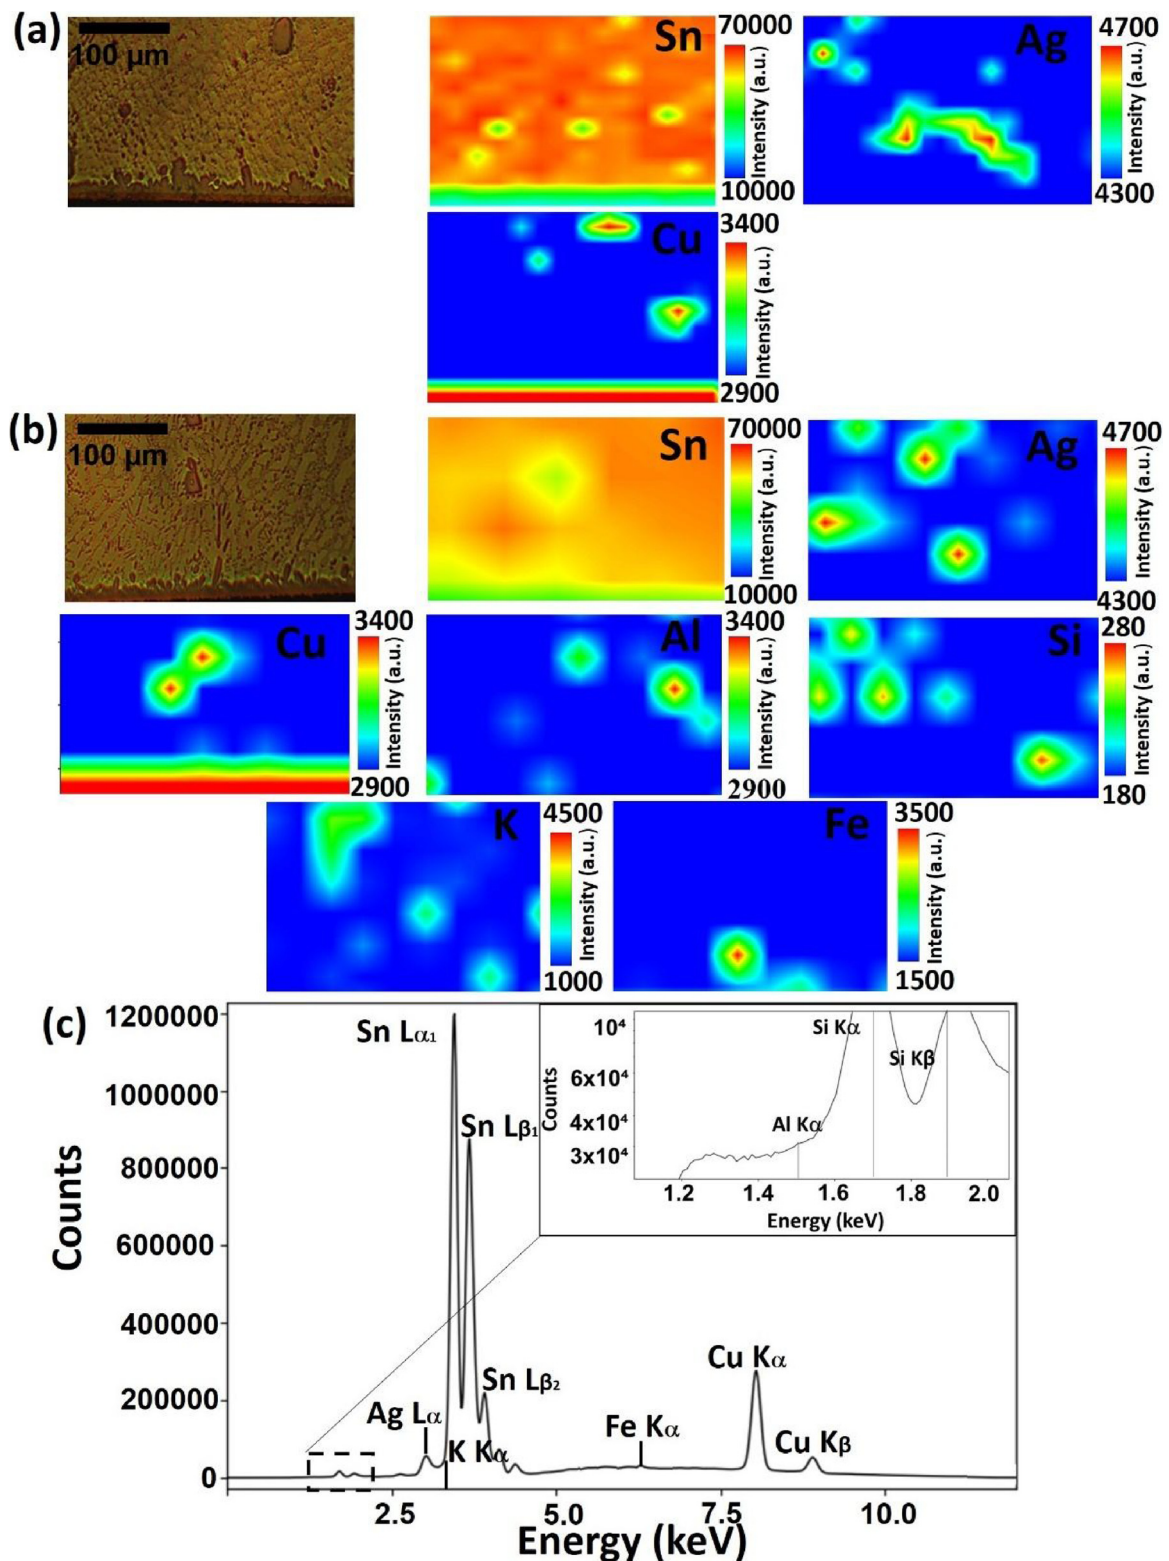 (a)
100 µm
Sn
70000
Intensity (a.u.)
10000
Ag
4700
Intensity (a.u.)
4300
Cu
3400
Intensity (a.u.)
2900
(b)
100 µm
Sn
70000
Intensity (a.u.)
10000
Ag
4700
Intensity (a.u.)
4300
Cu
3400
Intensity (a.u.)
2900
Al
3400
Intensity (a.u.)
2900
Si
280
Intensity (a.u.)
180
K
4500
Intensity (a.u.)
1000
Fe
3500
Intensity (a.u.)
1500
(c)
1200000
1000000
800000
600000
400000
200000
0
Counts
Sn Lα1
Sn Lβ1
Sn Lβ2
Ag Lα
K Kα
Fe Kα
Cu Kα
Cu Kβ
2.5 5.0 7.5 10.0
Energy (keV)
10⁴
6x10⁴
4x10⁴
3x10⁴
Counts
Si Kα
Si Kβ
Al Kα
1.2 1.4 1.6 1.8 2.0
Energy (keV)